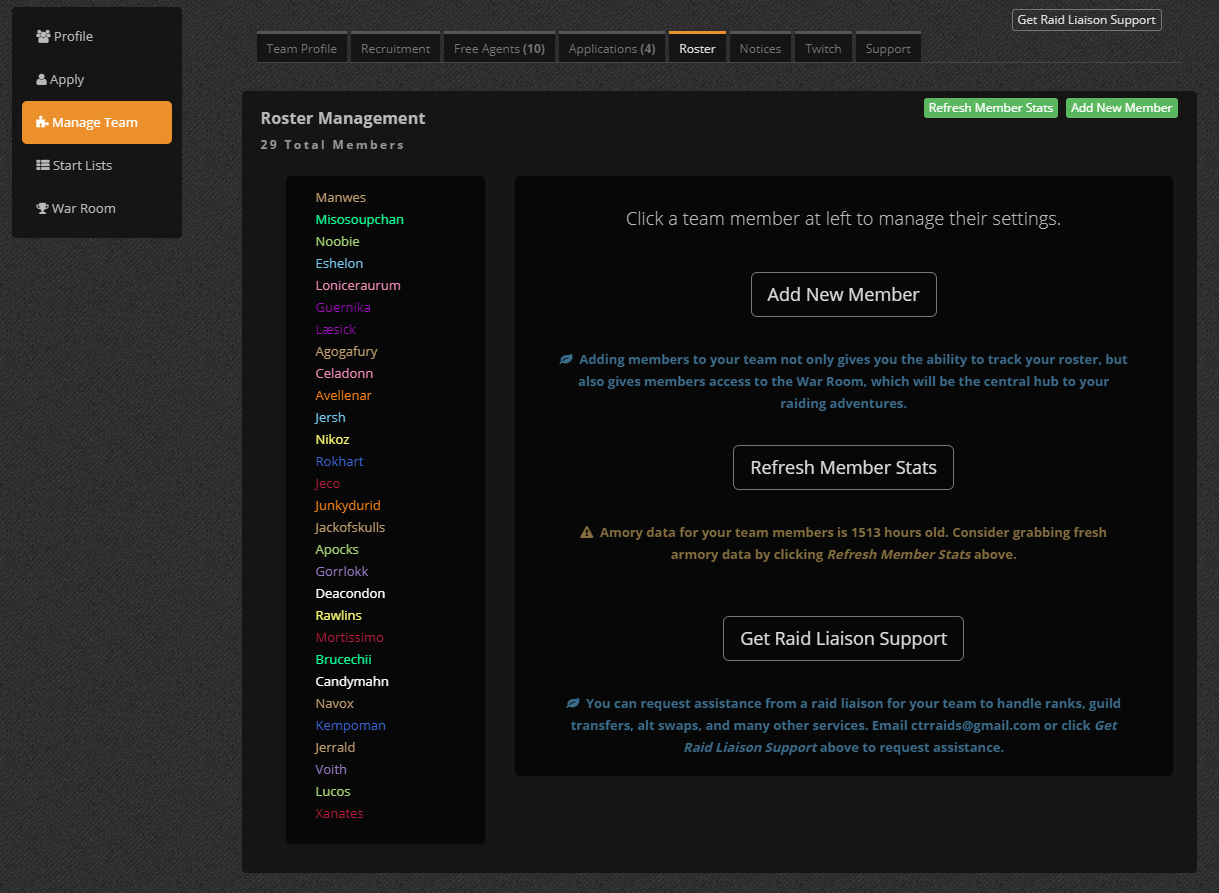 Get Raid Liaison Support
Profile
Apply
Manage Team
Start Lists
War Room
Team Profile
Recruitment
Free Agents (10)
Applications (4)
Roster
Notices
Twitch
Support
Roster Management
29 Total Members
Refresh Member Stats
Add New Member
Manwes
Misosoupchan
Noobie
Eshelon
Loniceraurum
Guernika
Læsick
Agogafury
Celadonn
Avellenar
Jersh
Nikoz
Rokhart
Jeco
Junkydurid
Jackofskulls
Apocks
Gorrlokk
Deacondon
Rawlins
Mortissimo
Brucechii
Candymahn
Navox
Kempoman
Jerrald
Voith
Lucos
Xanates
Click a team member at left to manage their settings.
Add New Member
Adding members to your team not only gives you the ability to track your roster, but
also gives members access to the War Room, which will be the central hub to your
raiding adventures.
Refresh Member Stats
Amory data for your team members is 1513 hours old. Consider grabbing fresh
armory data by clicking Refresh Member Stats above.
Get Raid Liaison Support
You can request assistance from a raid liaison for your team to handle ranks, guild
transfers, alt swaps, and many other services. Email ctrraids@gmail.com or click Get
Raid Liaison Support above to request assistance.